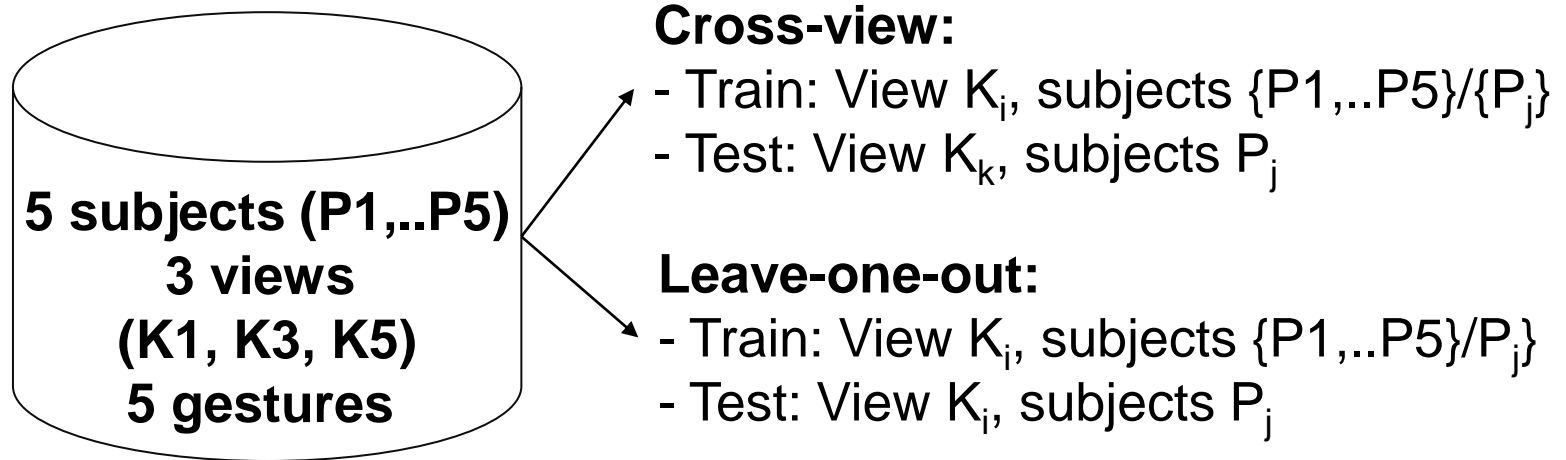 5 subjects (P1,..P5)
3 views
(K1, K3, K5)
5 gestures
Cross-view:
- Train: View Kᵢ, subjects {P1,..P5}/{Pⱼ}
- Test: View Kₖ, subjects Pⱼ
Leave-one-out:
- Train: View Kᵢ, subjects {P1,..P5}/Pⱼ}
- Test: View Kᵢ, subjects Pⱼ